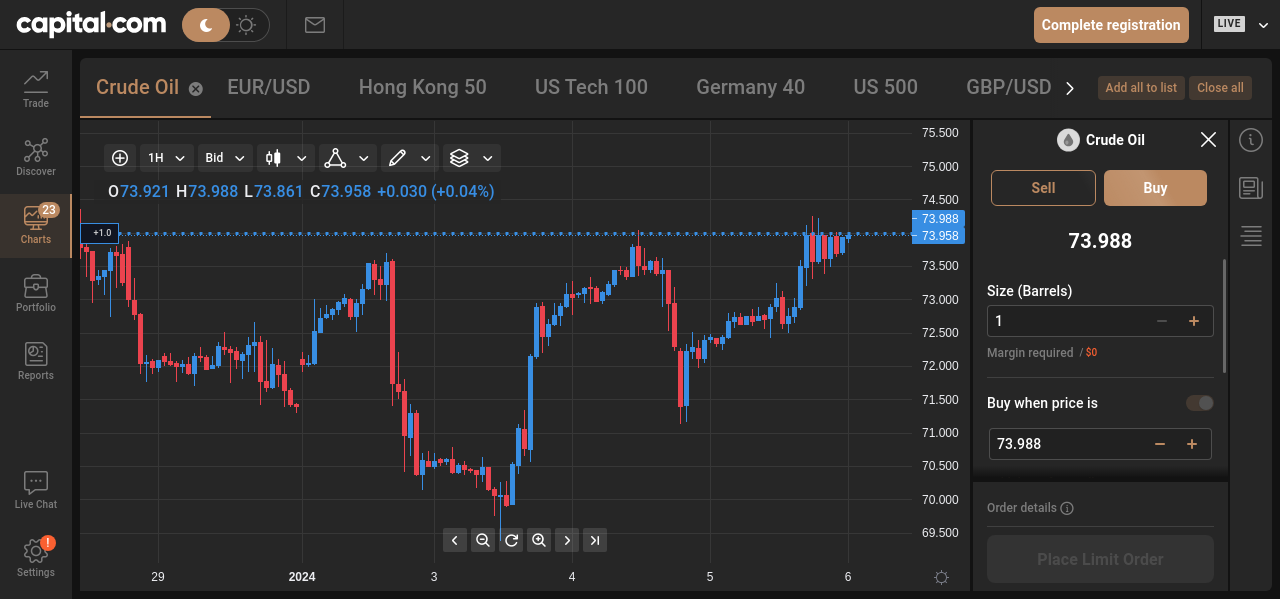 capital.com
Complete registration
LIVE
Trade
Discover
23
Charts
Portfolio
Reports
Live Chat
!
Settings
Crude Oil
EUR/USD
Hong Kong 50
US Tech 100
Germany 40
US 500
GBP/USD
Add all to list
Close all
1H
Bid
O73.921 H73.988 L73.861 C73.958 +0.030 (+0.04%)
+1.0
75.500
75.000
74.500
73.988
73.958
73.500
73.000
72.500
72.000
71.500
71.000
70.500
70.000
69.500
29
2024
3
4
5
6
Crude Oil
Sell
Buy
73.988
Size (Barrels)
1
Margin required / $0
Buy when price is
73.988
Order details
Place Limit Order